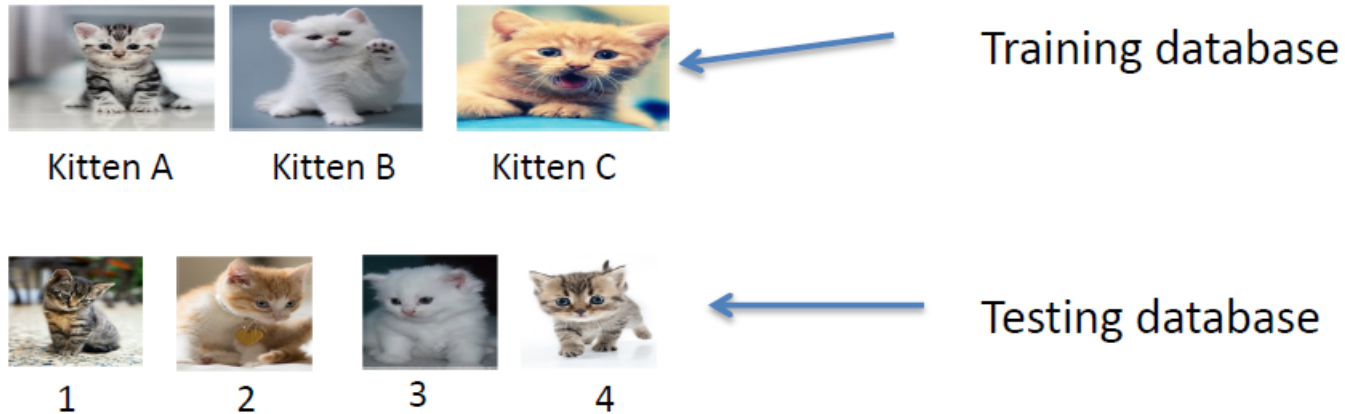 Training database
Kitten A
Kitten B
Kitten C
Testing database
1
2
3
4